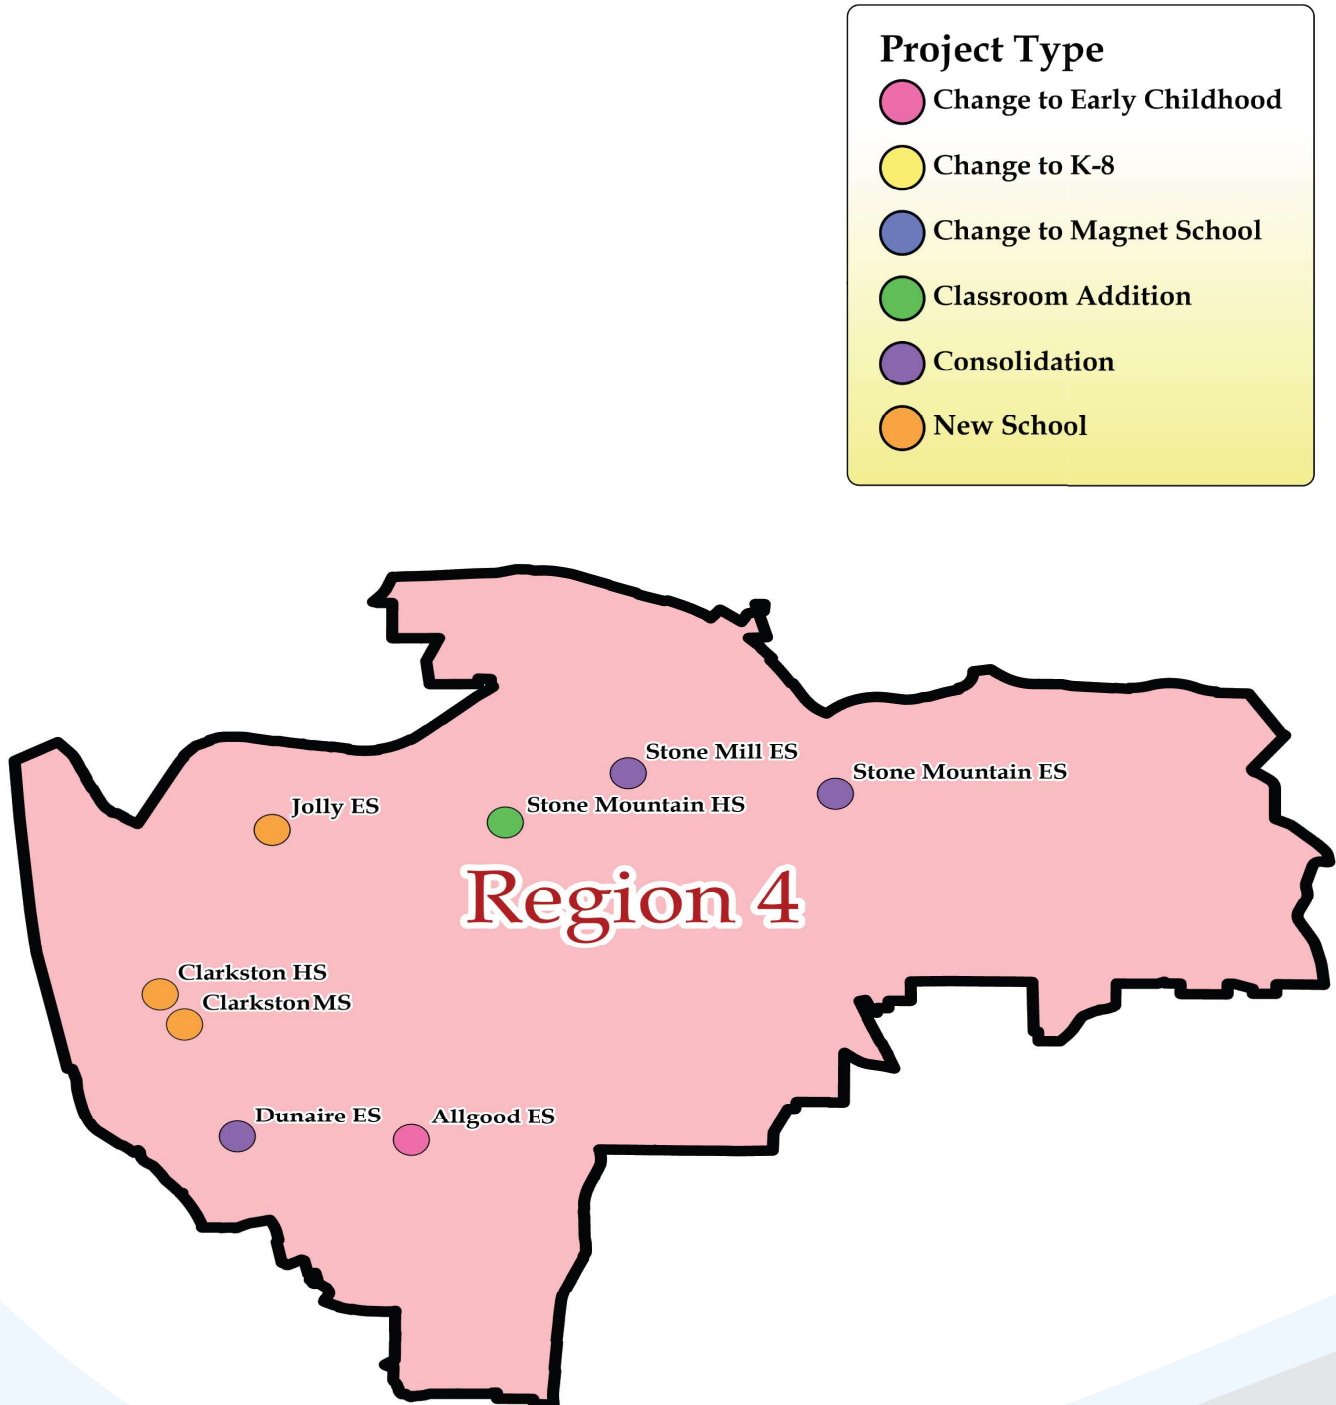 Project Type
Change to Early Childhood
Change to K-8
Change to Magnet School
Classroom Addition
Consolidation
New School
Stone Mill ES
Stone Mountain ES
Jolly ES
Stone Mountain HS
Region 4
Clarkston HS
Clarkston MS
Dunaire ES
Allgood ES